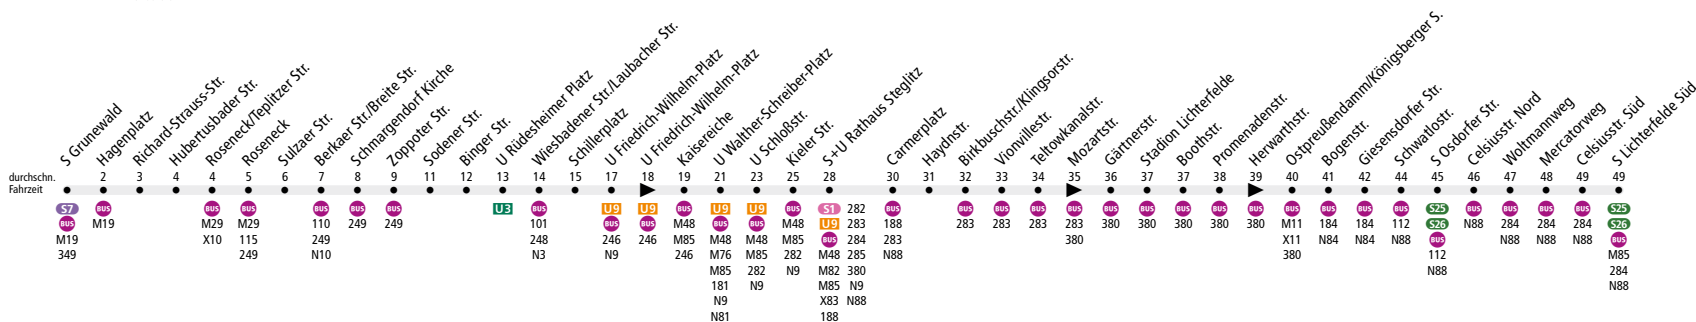 S Grunewald
Hagenplatz
Richard-Strauss-Str.
Hubertusbader Str.
Roseneck/Teplitzer Str.
Roseneck
Sulzaer Str.
Berkaer Str./Breite Str.
Schmargendorf Kirche
Zoppoter Str.
Sodener Str.
Binger Str.
U Rüdesheimer Platz
Wiesbadener Str./Laubacher Str.
Schillerplatz
U Friedrich-Wilhelm-Platz
U Friedrich-Wilhelm-Platz
Kaisereiche
U Walther-Schreiber-Platz
U Schloßstr.
Kieler Str.
S+U Rathaus Steglitz
Carmerplatz
Haydnstr.
Birkbuschstr./Klingsorstr.
Vionvillestr.
Teltowkanalstr.
Mozartstr.
Gärtnerstr.
Stadion Lichterfelde
Boothstr.
Promenadenstr.
Herwarthstr.
Ostpreußendamm/Königsberger S.
Bogenstr.
Giesensdorfer Str.
Schwatlostr.
S Osdorfer Str.
Celsiusstr. Nord
Woltmannweg
Mercatorweg
Celsiusstr. Süd
S Lichterfelde Süd
durchschn. 2 3 4 4 5 6 7 8 9 11 12 13 14 15 17 18 19 21 23 25 28 30 31 32 33 34 35 36 37 37 38 39 40 41 42 44 45 46 47 48 49 49
Fahrzeit
S7 BUS BUS BUS BUS BUS BUS U3 BUS U9 U9 BUS U9 U9 BUS S1 282 BUS BUS BUS BUS BUS BUS BUS BUS BUS BUS BUS BUS BUS BUS S25 BUS BUS BUS BUS S25
BUS M19 M29 M29 110 249 249 101 BUS BUS M48 BUS BUS M48 U9 283 188 283 283 283 283 380 380 380 380 380 M11 184 184 112 S26 N88 284 284 284 S26
M19 X10 115 249 248 246 246 M85 M48 M48 M85 BUS 284 283 380 X11 N84 N84 N88 BUS N88 N88 N88 BUS
349 249 N10 N3 N9 246 M76 M85 282 M48 285 N88 380 112 M85
M85 282 N9 M82 380 N88 284
181 N9 M85 N9 N88
N9 X83 N88
N81 188